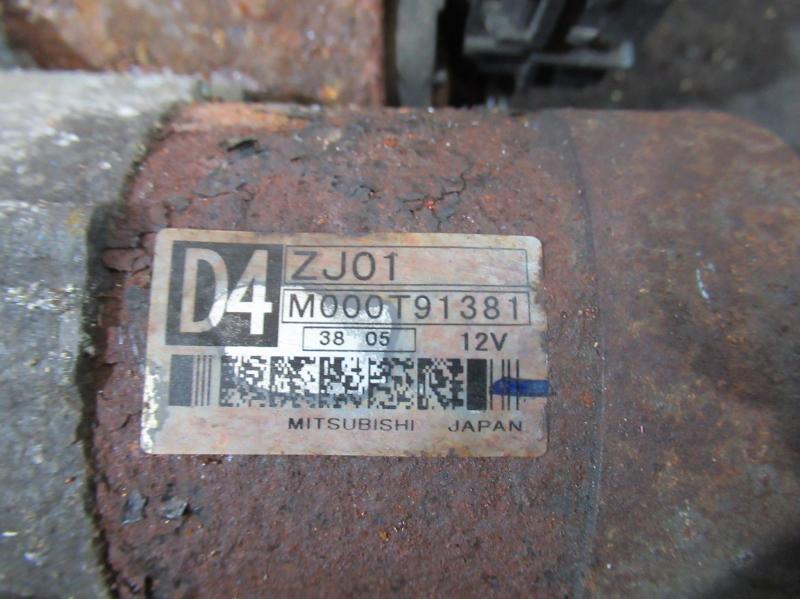 D4 ZJ01
M000T91381
38 05 12V
MITSUBISHI JAPAN